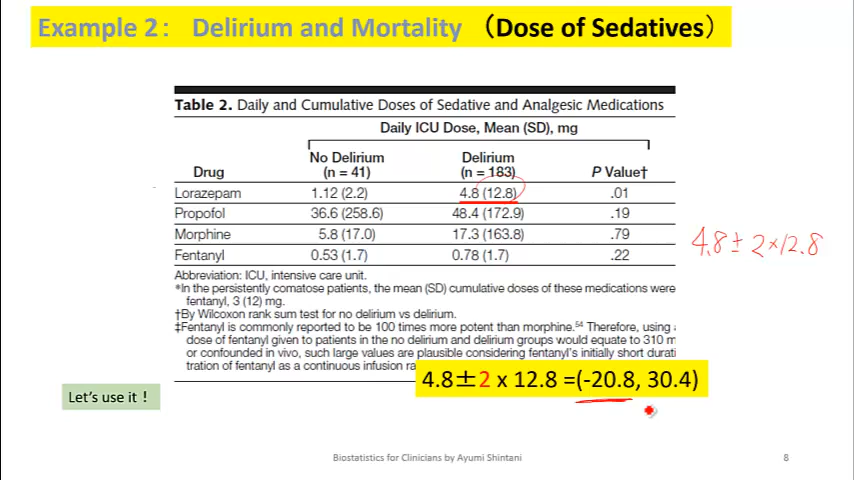 Example 2： Delirium and Mortality （Dose of Sedatives）
Table 2. Daily and Cumulative Doses of Sedative and Analgesic Medications
Daily ICU Dose, Mean (SD), mg
No Delirium Delirium
Drug (n = 41) (n = 183) P Value†
Lorazepam 1.12 (2.2) 4.8 (12.8) .01
Propofol 36.6 (258.6) 48.4 (172.9) .19
Morphine 5.8 (17.0) 17.3 (163.8) .79
Fentanyl 0.53 (1.7) 0.78 (1.7) .22
4.8 ± 2 × 12.8
Abbreviation: ICU, intensive care unit.
*In the persistently comatose patients, the mean (SD) cumulative doses of these medications were
fentanyl, 3 (12) mg.
†By Wilcoxon rank sum test for no delirium vs delirium.
‡Fentanyl is commonly reported to be 100 times more potent than morphine.54 Therefore, using
dose of fentanyl given to patients in the no delirium and delirium groups would equate to 310 m
or confounded in vivo, such large values are plausible considering fentanyl's initially short durati
tration of fentanyl as a continuous infusion
4.8±2 x 12.8 =(-20.8, 30.4)
Let's use it！
Biostatistics for Clinicians by Ayumi Shintani 8